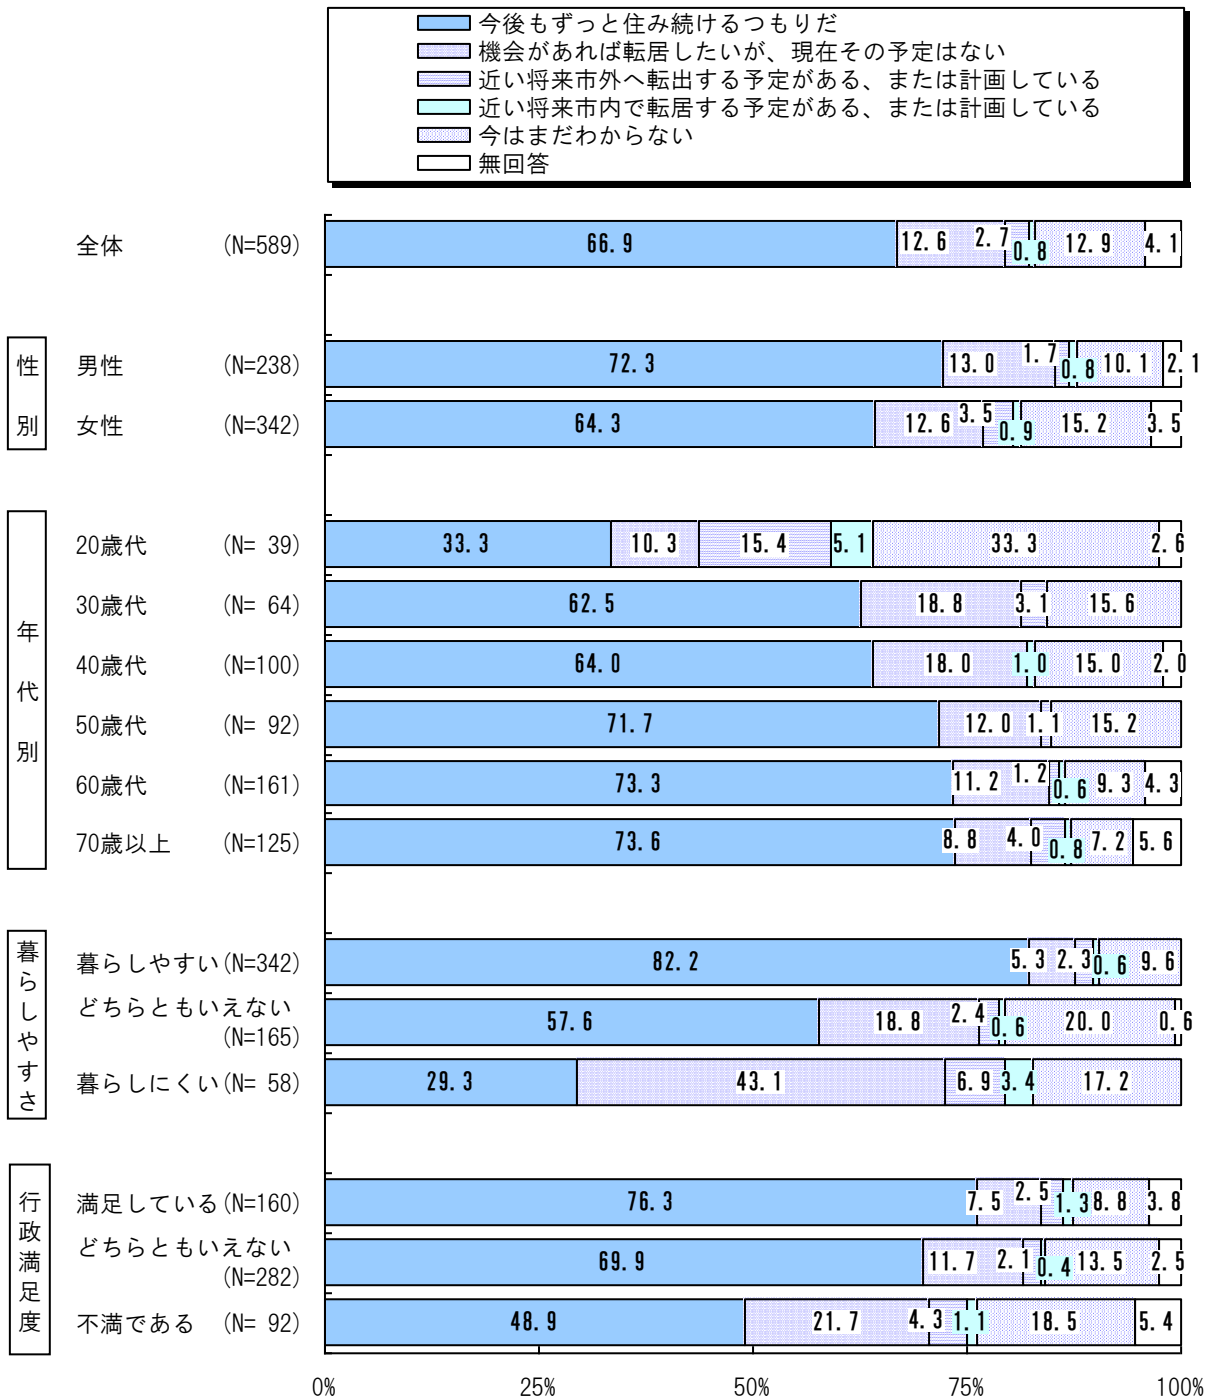 今後もずっと住み続けるつもりだ
機会があれば転居したいが、現在その予定はない
近い将来市外へ転出する予定がある、または計画している
近い将来市内で転居する予定がある、または計画している
今はまだわからない
無回答
全体 (N=589) 66.9 12.6 2.7 0.8 12.9 4.1
性別
男性 (N=238) 72.3 13.0 1.7 0.8 10.1 2.1
女性 (N=342) 64.3 12.6 3.5 0.9 15.2 3.5
年代別
20歳代 (N= 39) 33.3 10.3 15.4 5.1 33.3 2.6
30歳代 (N= 64) 62.5 18.8 3.1 15.6
40歳代 (N=100) 64.0 18.0 1.0 15.0 2.0
50歳代 (N= 92) 71.7 12.0 1.1 15.2
60歳代 (N=161) 73.3 11.2 1.2 0.6 9.3 4.3
70歳以上 (N=125) 73.6 8.8 4.0 0.8 7.2 5.6
暮らしやすさ
暮らしやすい(N=342) 82.2 5.3 2.3 0.6 9.6
どちらともいえない
(N=165) 57.6 18.8 2.4 0.6 20.0 0.6
暮らしにくい(N= 58) 29.3 43.1 6.9 3.4 17.2
行政満足度
満足している(N=160) 76.3 7.5 2.5 1.3 8.8 3.8
どちらともいえない
(N=282) 69.9 11.7 2.1 0.4 13.5 2.5
不満である (N= 92) 48.9 21.7 4.3 1.1 18.5 5.4
0% 25% 50% 75% 100%